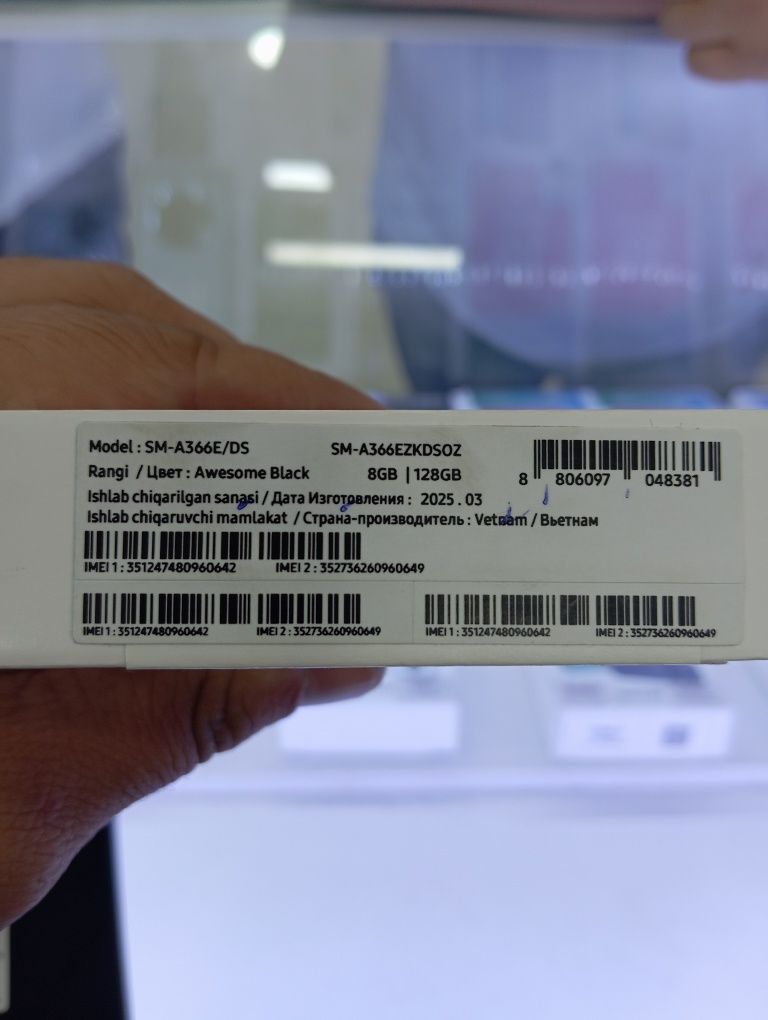 Model : SM-A366E/DS SM-A366EZKDSOZ
Rangi / Цвет : Awesome Black 8GB | 128GB
8 806097 048381
Ishlab chiqarilgan sanasi / Дата Изготовления : 2025.03
Ishlab chiqaruvchi mamlakat / Страна-производитель : Vetnam / Вьетнам
IMEI 1 : 351247480960642 IMEI 2 : 352736260960649
IMEI 1 : 351247480960642 IMEI 2 : 352736260960649 IMEI 1 : 351247480960642 IMEI 2 : 352736260960649